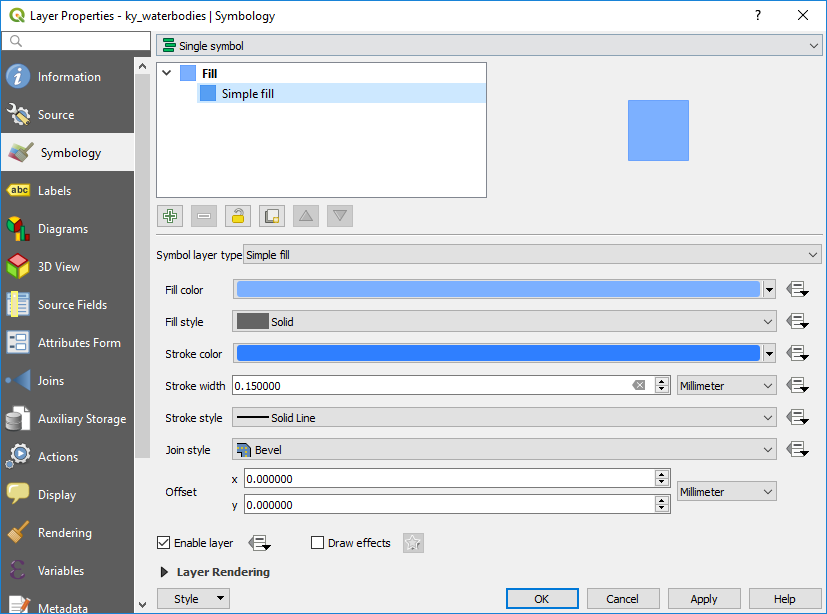 Layer Properties - ky_waterbodies | Symbology
?
Single symbol
Information
Source
Symbology
abc Labels
Diagrams
3D View
Source Fields
Attributes Form
Joins
Auxiliary Storage
Actions
Display
Rendering
Variables
Metadata
Fill
Simple fill
Symbol layer type Simple fill
Fill color
Fill style Solid
Stroke color
Stroke width 0.150000 Millimeter
Stroke style Solid Line
Join style Bevel
Offset x 0.000000 Millimeter
y 0.000000
Enable layer Draw effects
Layer Rendering
Style OK Cancel Apply Help